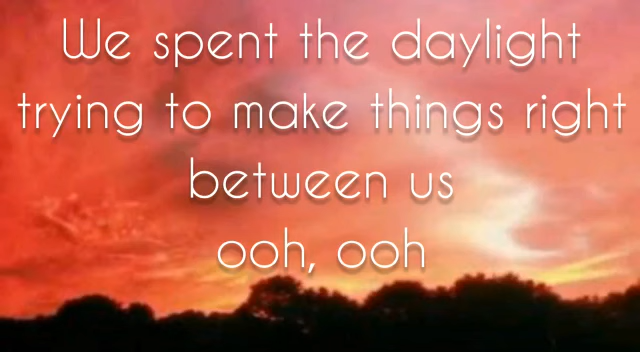 We spent the daylight
trying to make things right
between us
ooh, ooh